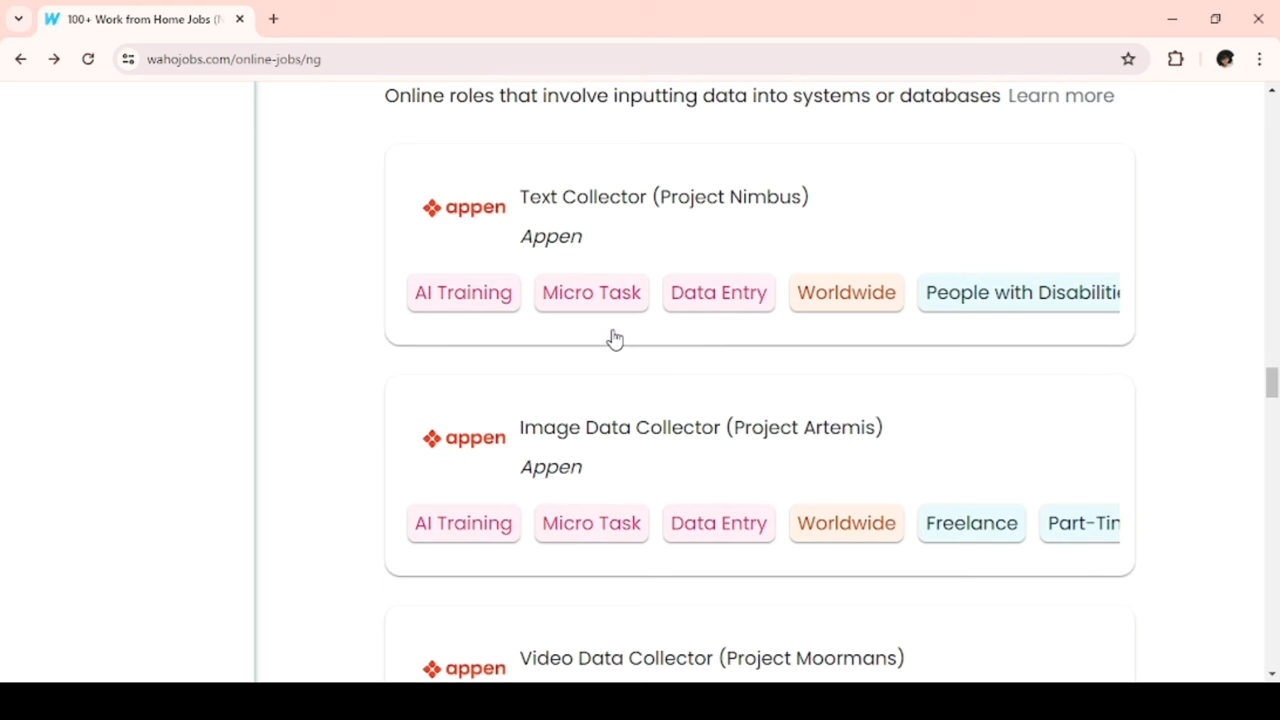 100+ Work from Home Jobs (
wahojobs.com/online-jobs/ng
Online roles that involve inputting data into systems or databases Learn more
appen
Text Collector (Project Nimbus)
Appen
AI Training Micro Task Data Entry Worldwide People with Disabilitie
appen
Image Data Collector (Project Artemis)
Appen
AI Training Micro Task Data Entry Worldwide Freelance Part-Tin
appen
Video Data Collector (Project Moormans)